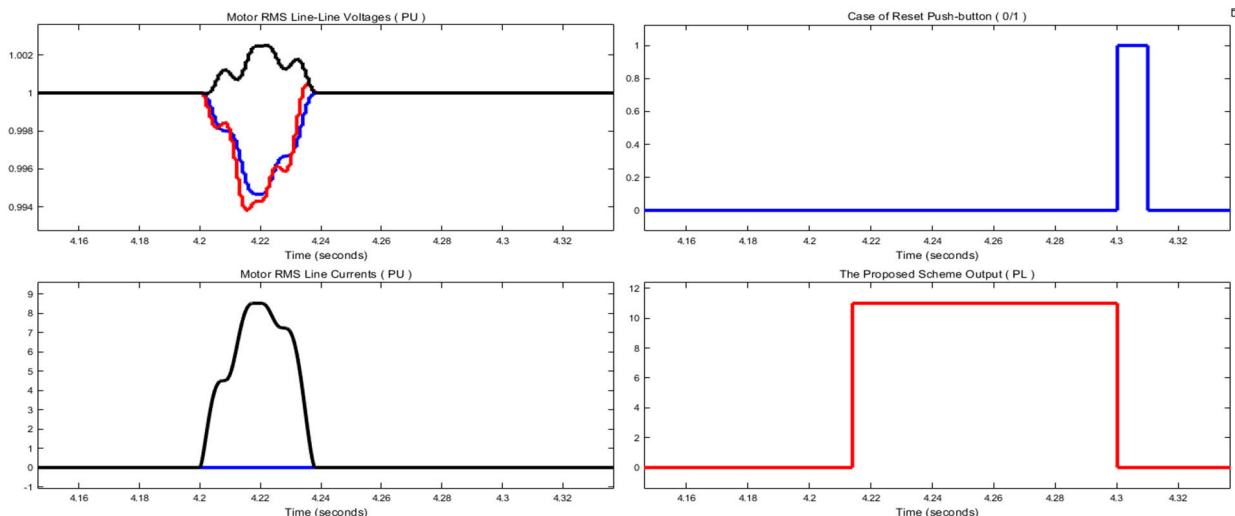 Motor RMS Line-Line Voltages ( PU )
1.002
1
0.998
0.996
0.994
4.16 4.18 4.2 4.22 4.24 4.26 4.28 4.3 4.32
Time (seconds)
Case of Reset Push-button ( 0/1 )
1
0.8
0.6
0.4
0.2
0
4.16 4.18 4.2 4.22 4.24 4.26 4.28 4.3 4.32
Time (seconds)
Motor RMS Line Currents ( PU )
9
8
7
6
5
4
3
2
1
0
-1
4.16 4.18 4.2 4.22 4.24 4.26 4.28 4.3 4.32
Time (seconds)
The Proposed Scheme Output ( PL )
12
10
8
6
4
2
0
4.16 4.18 4.2 4.22 4.24 4.26 4.28 4.3 4.32
Time (seconds)